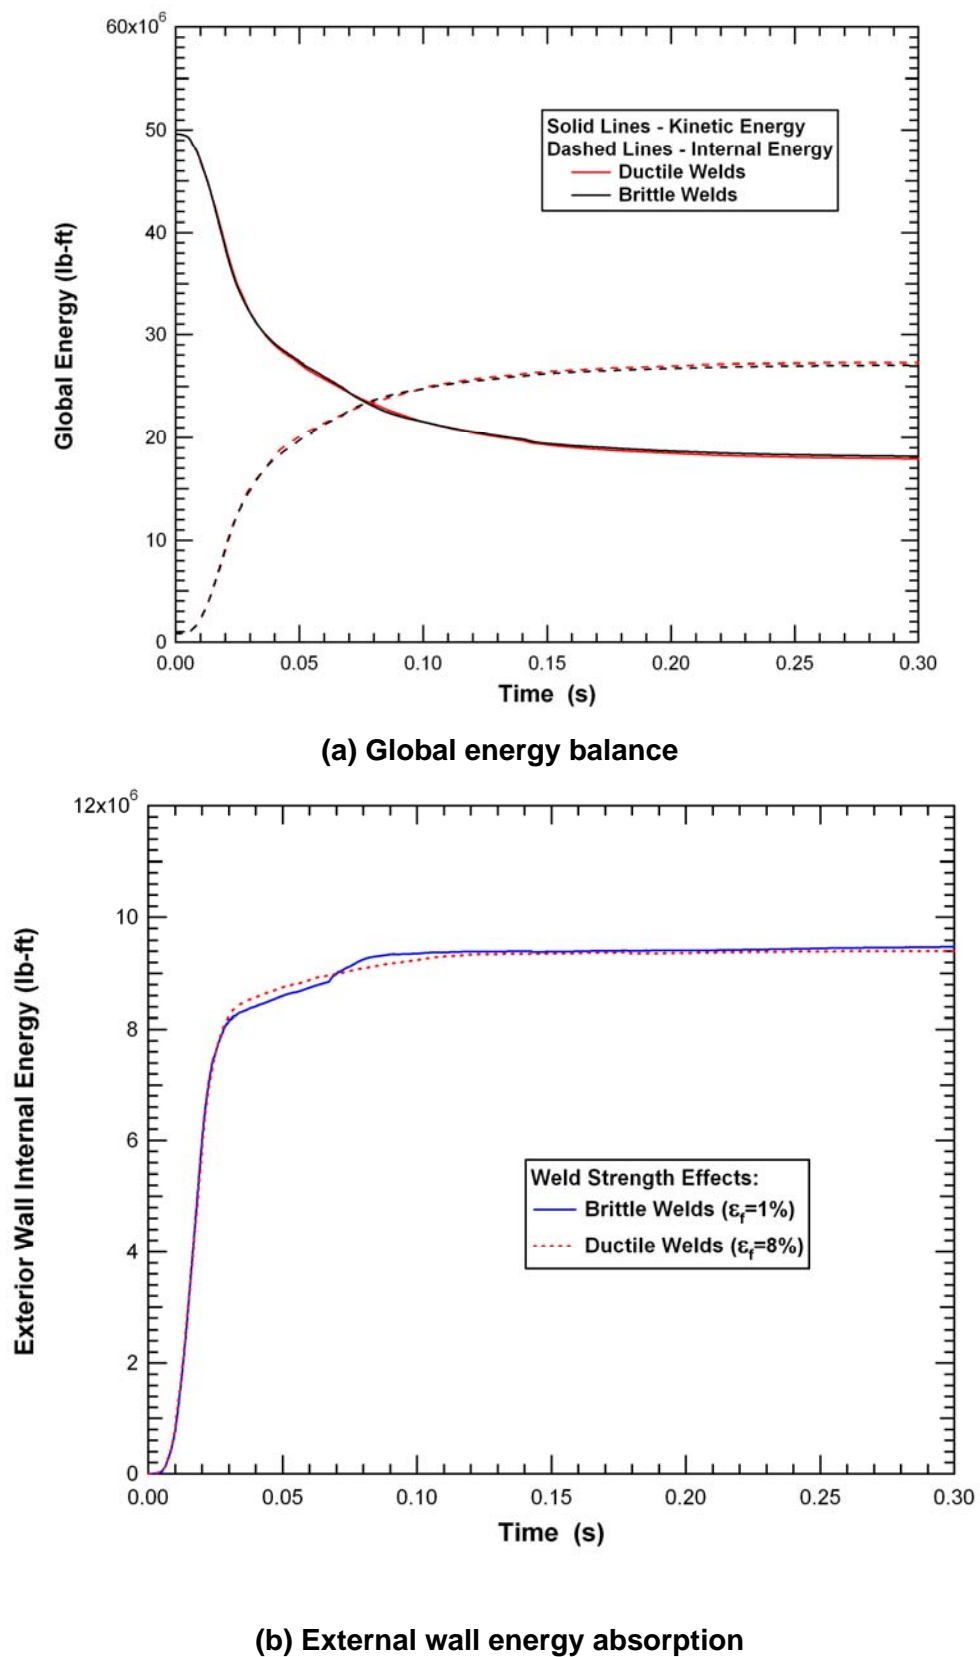 60x10⁶
50
40
30
20
10
0
Global Energy (lb-ft)
Solid Lines - Kinetic Energy
Dashed Lines - Internal Energy
Ductile Welds
Brittle Welds
0.00 0.05 0.10 0.15 0.20 0.25 0.30
Time (s)
(a) Global energy balance
12x10⁶
10
8
6
4
2
0
Exterior Wall Internal Energy (lb-ft)
Weld Strength Effects:
Brittle Welds (εf=1%)
Ductile Welds (εf=8%)
0.00 0.05 0.10 0.15 0.20 0.25 0.30
Time (s)
(b) External wall energy absorption